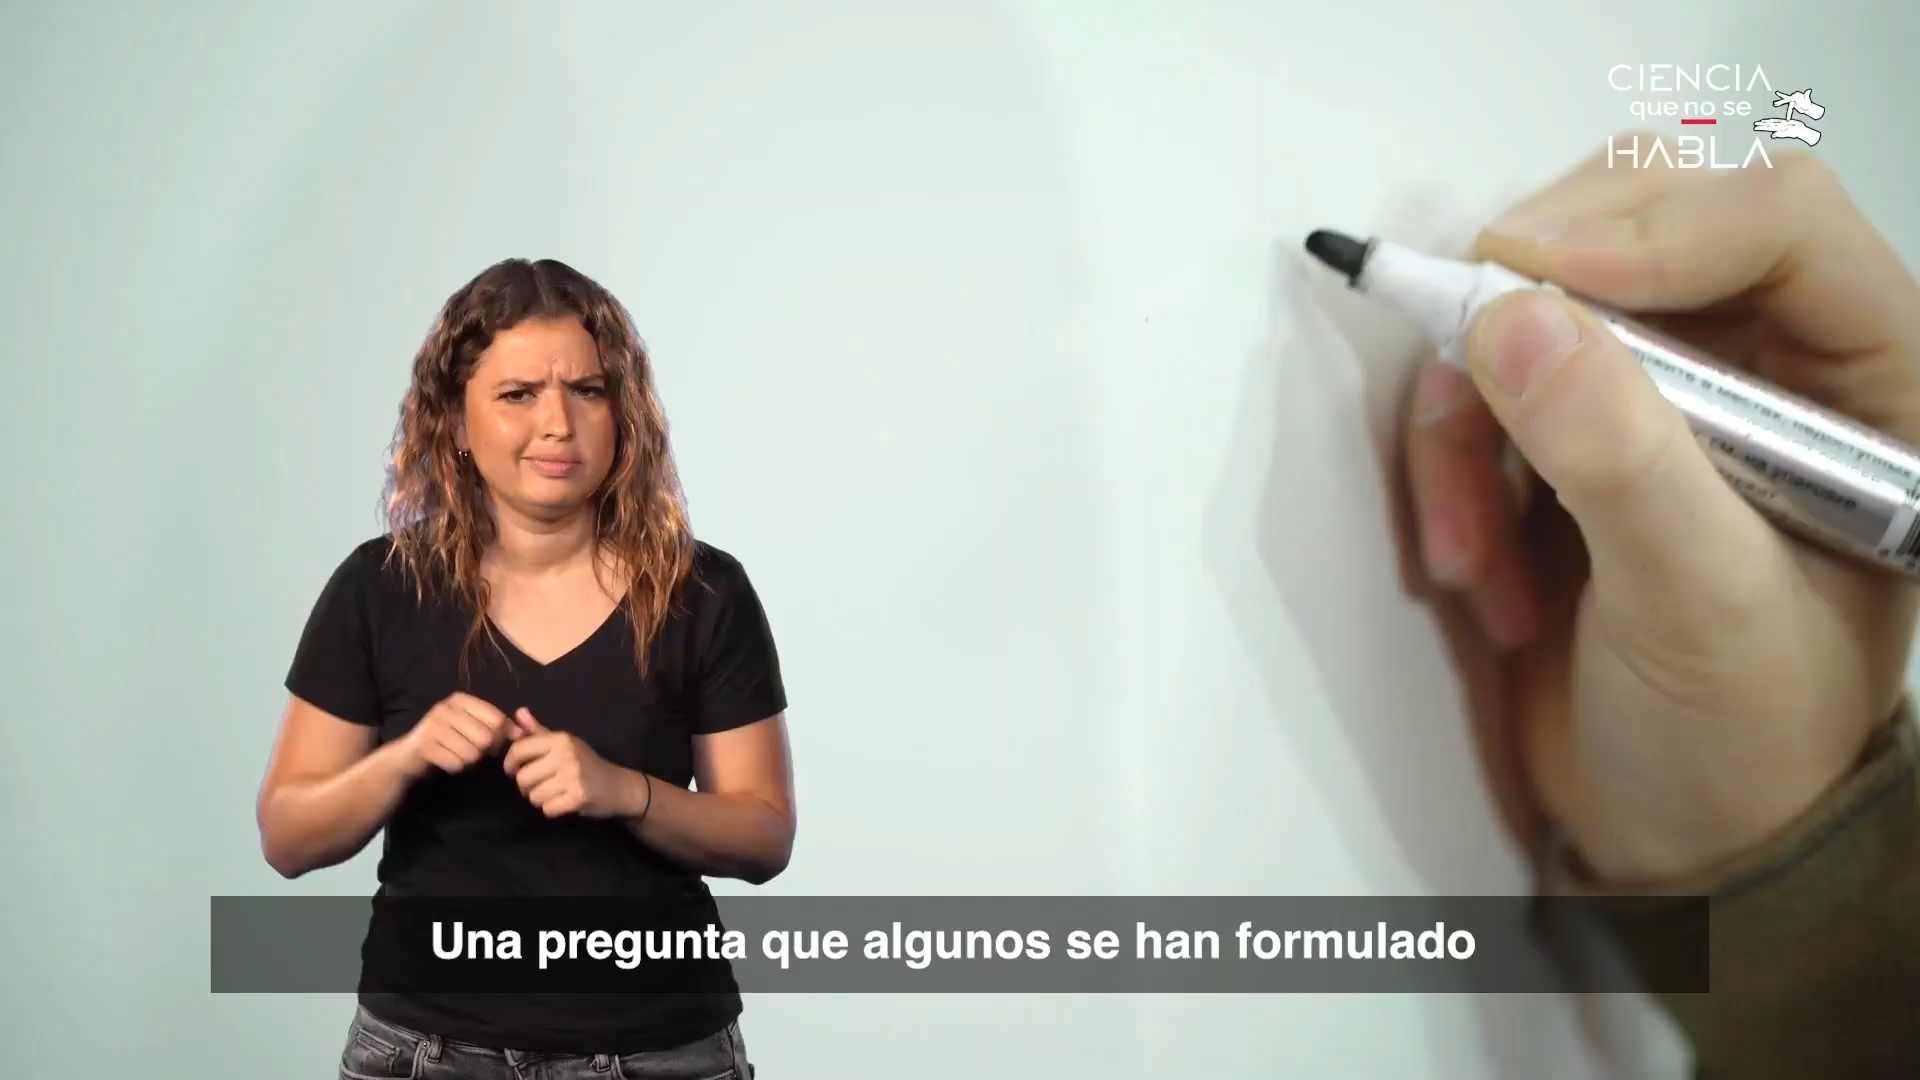 CIENCIA
que no se
HABLA
Una pregunta que algunos se han formulado